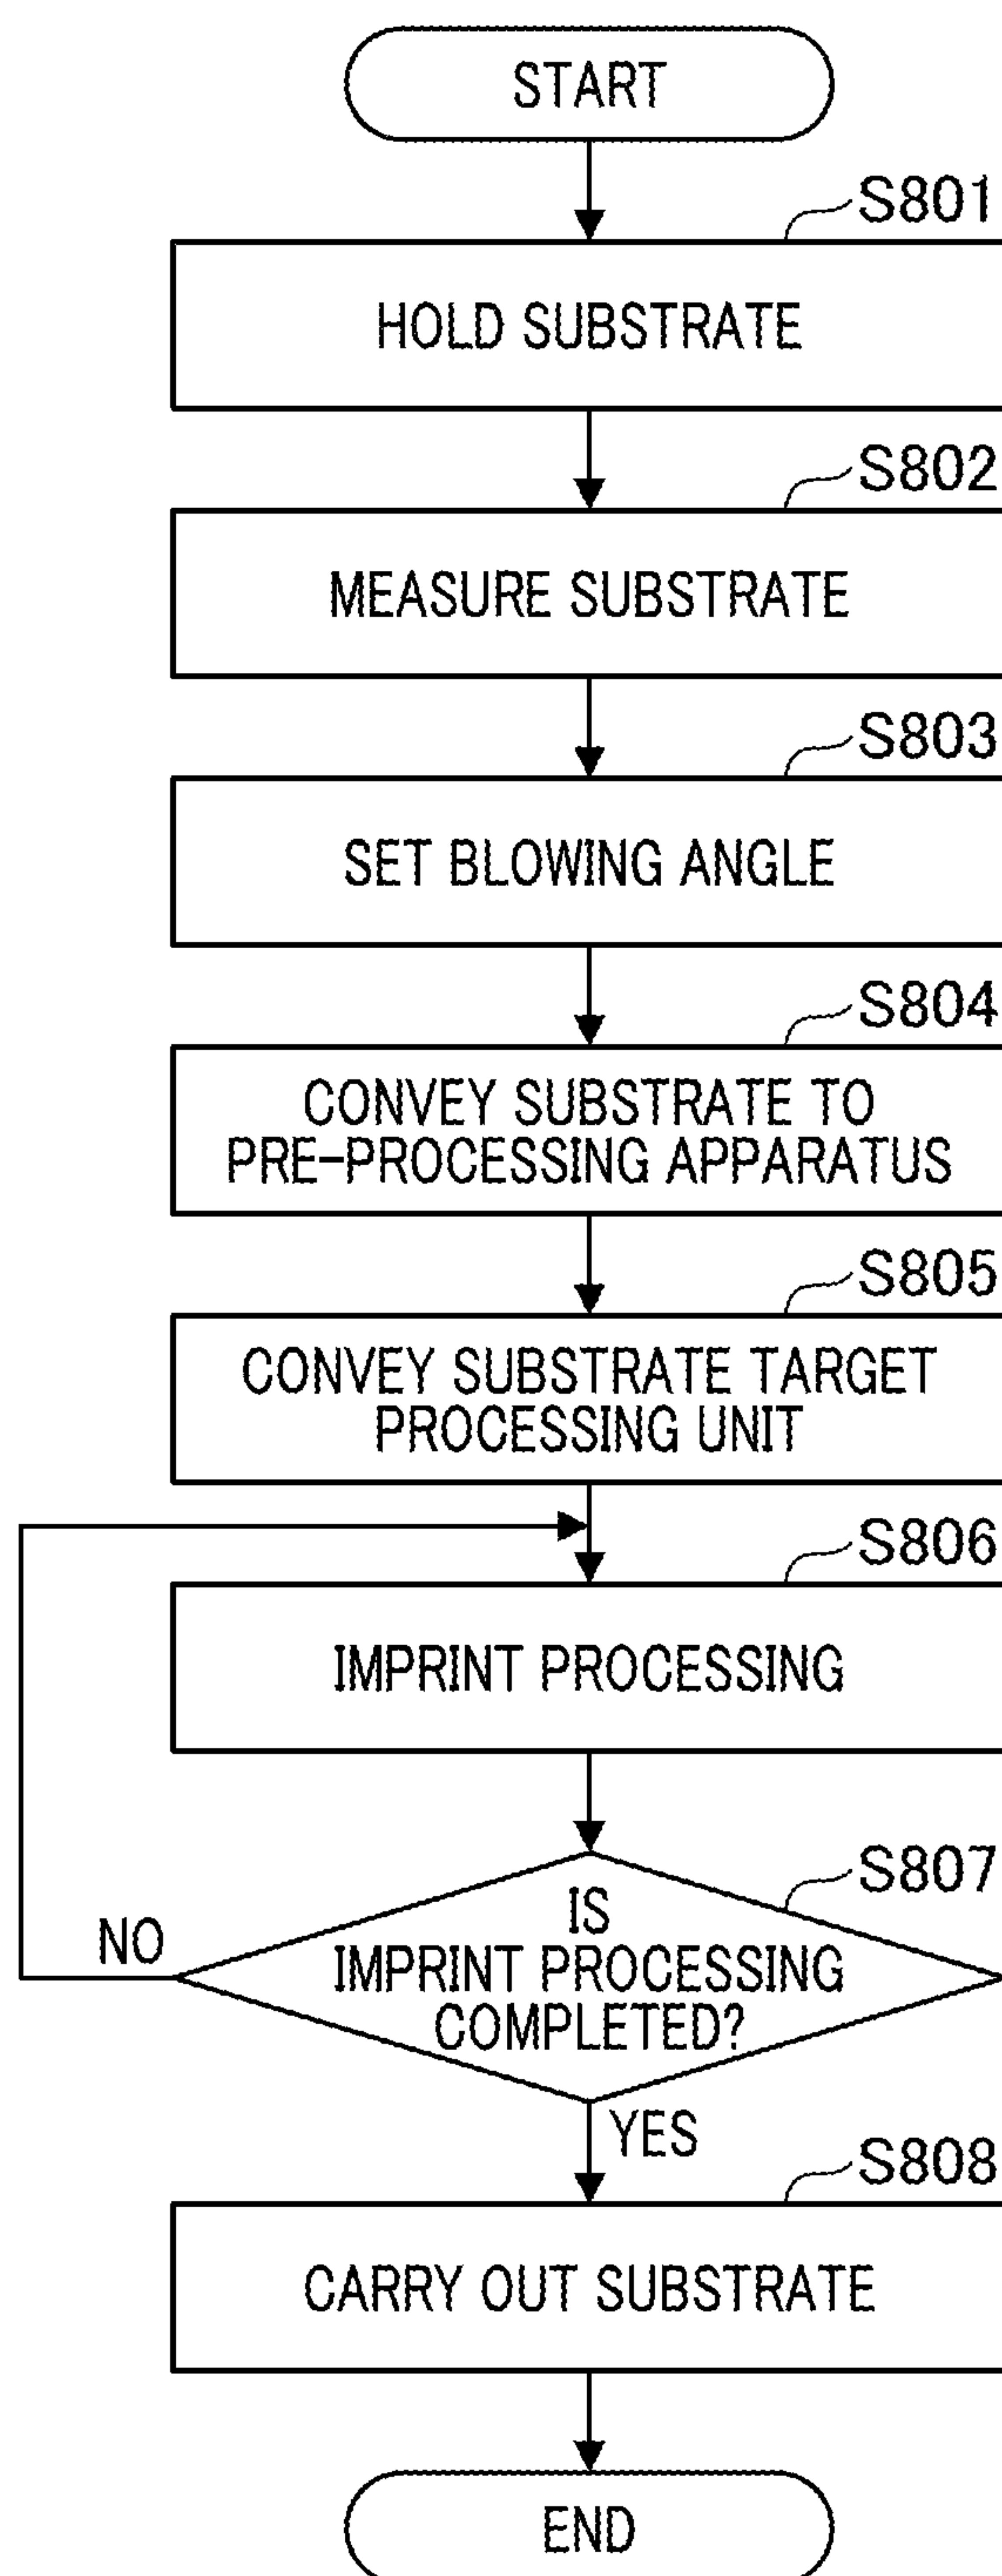 START
S801
HOLD SUBSTRATE
S802
MEASURE SUBSTRATE
S803
SET BLOWING ANGLE
S804
CONVEY SUBSTRATE TO
PRE-PROCESSING APPARATUS
S805
CONVEY SUBSTRATE TARGET
PROCESSING UNIT
S806
IMPRINT PROCESSING
S807
IS
IMPRINT PROCESSING
COMPLETED?
NO
YES
S808
CARRY OUT SUBSTRATE
END